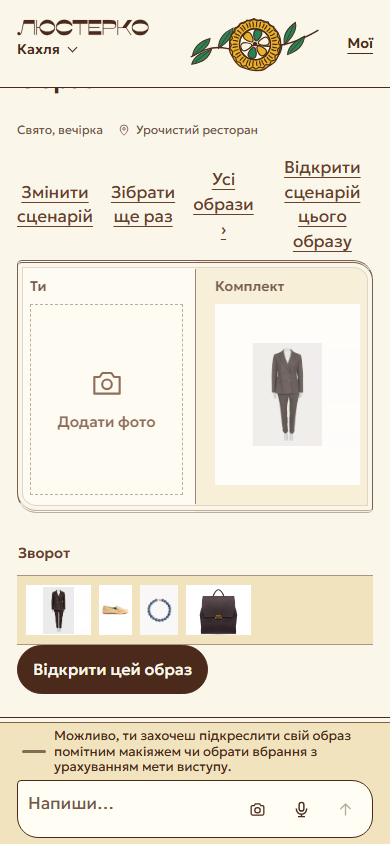 ЛЮСТЕРКО
Кахля
Мої
Свято, вечірка
Урочистий ресторан
Змінити
сценарій
Зібрати
ще раз
Усі
образи
›
Відкрити
сценарій
цього
образу
Ти
Комплект
Додати фото
Зворот
Відкрити цей образ
Можливо, ти захочеш підкреслити свій образ
помітним макіяжем чи обрати вбрання з
урахуванням мети виступу.
Напиши...